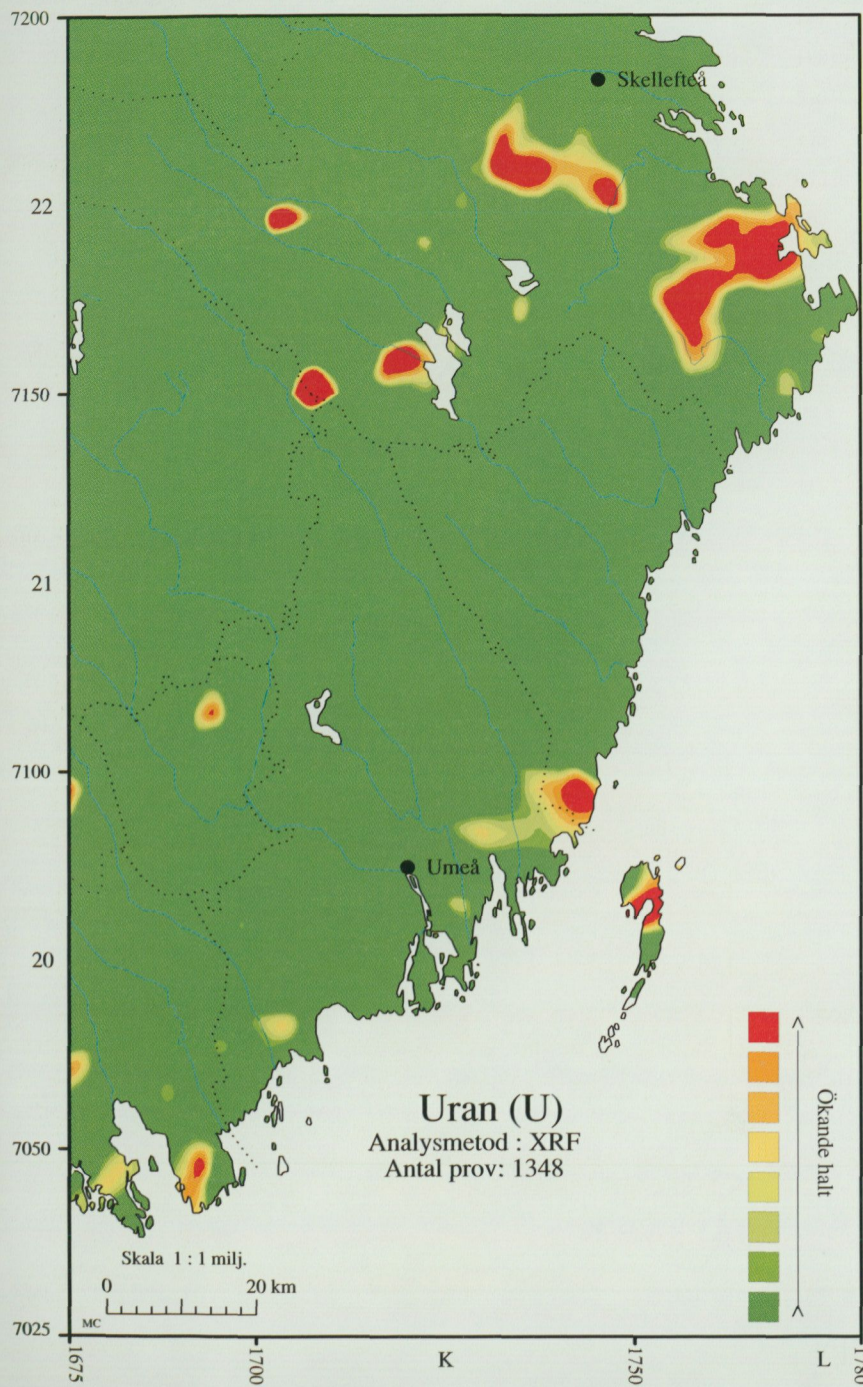 7200
Skellefteå
22
7150
21
7100
Umeå
20
Ökande halt
Uran (U)
Analysmetod : XRF
Antal prov: 1348
7050
Skala 1 : 1 milj.
0 20 km
MC
7025
1675 1700 K 1750 L 1780